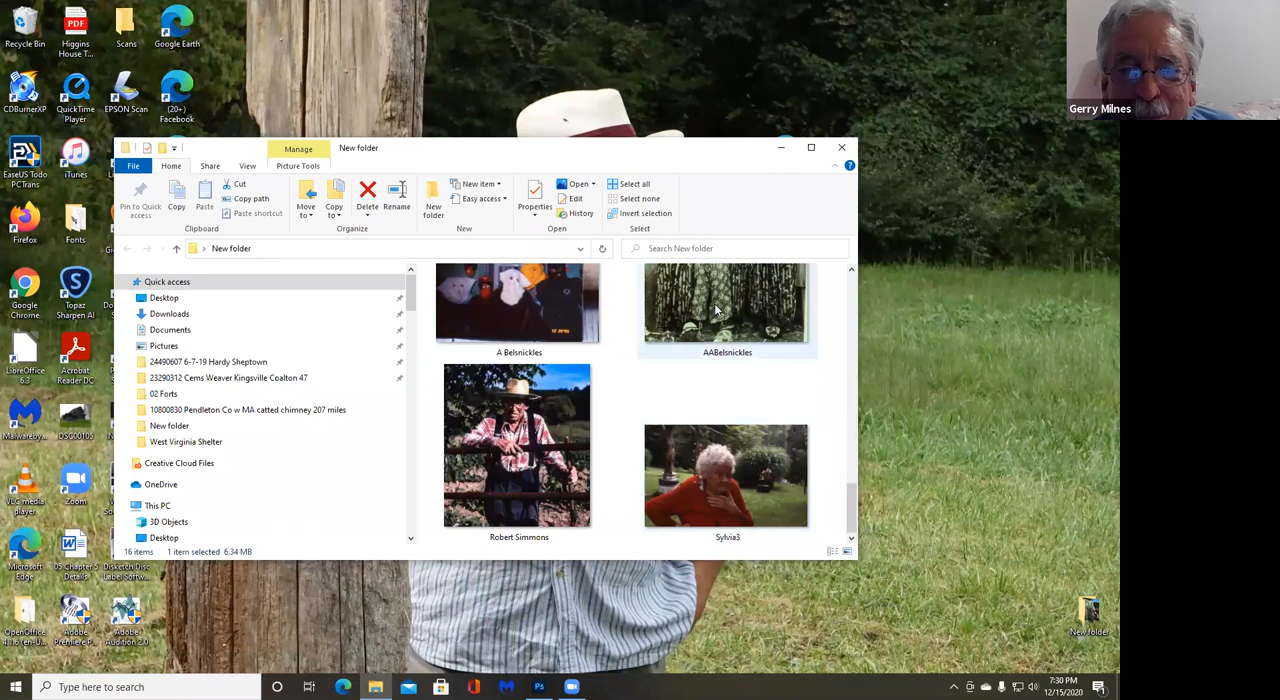 Recycle Bin
Higgins House T...
Scans
Google Earth
CDBurnerXP
QuickTime Player
EPSON Scan
(20+) Facebook
EaseUS Todo PCTrans
iTunes
Firefox
Fonts
Google Chrome
Topaz Sharpen AI
LibreOffice 6.3
Acrobat Reader DC
Malwareby...
DSC00105
VLC media player
Zoom
Microsoft Edge
05 Chapter 5 Details
Disketch Disc Label Softw...
OpenOffice 4.1.6 (en-U...
Adobe Premiere P...
Adobe Audition 2.0
Gerry Milnes
Manage
New folder
File
Home
Share
View
Picture Tools
Pin to Quick access
Copy
Paste
Cut
Copy path
Paste shortcut
Clipboard
Move to
Copy to
Delete
Rename
Organize
New folder
New item
Easy access
New
Properties
Open
Edit
History
Open
Select all
Select none
Invert selection
Select
New folder
Search New folder
Quick access
Desktop
Downloads
Documents
Pictures
24490607 6-7-19 Hardy Sheptown
23290312 Cems Weaver Kingsville Coalton 47
02 Forts
10800830 Pendleton Co w MA catted chimney 207 miles
New folder
West Virginia Shelter
Creative Cloud Files
OneDrive
This PC
3D Objects
Desktop
A Belsnickles
AABelsnickles
Robert Simmons
Sylvia3
16 items 1 item selected 6.34 MB
New folder
Type here to search
7:30 PM
12/15/2020